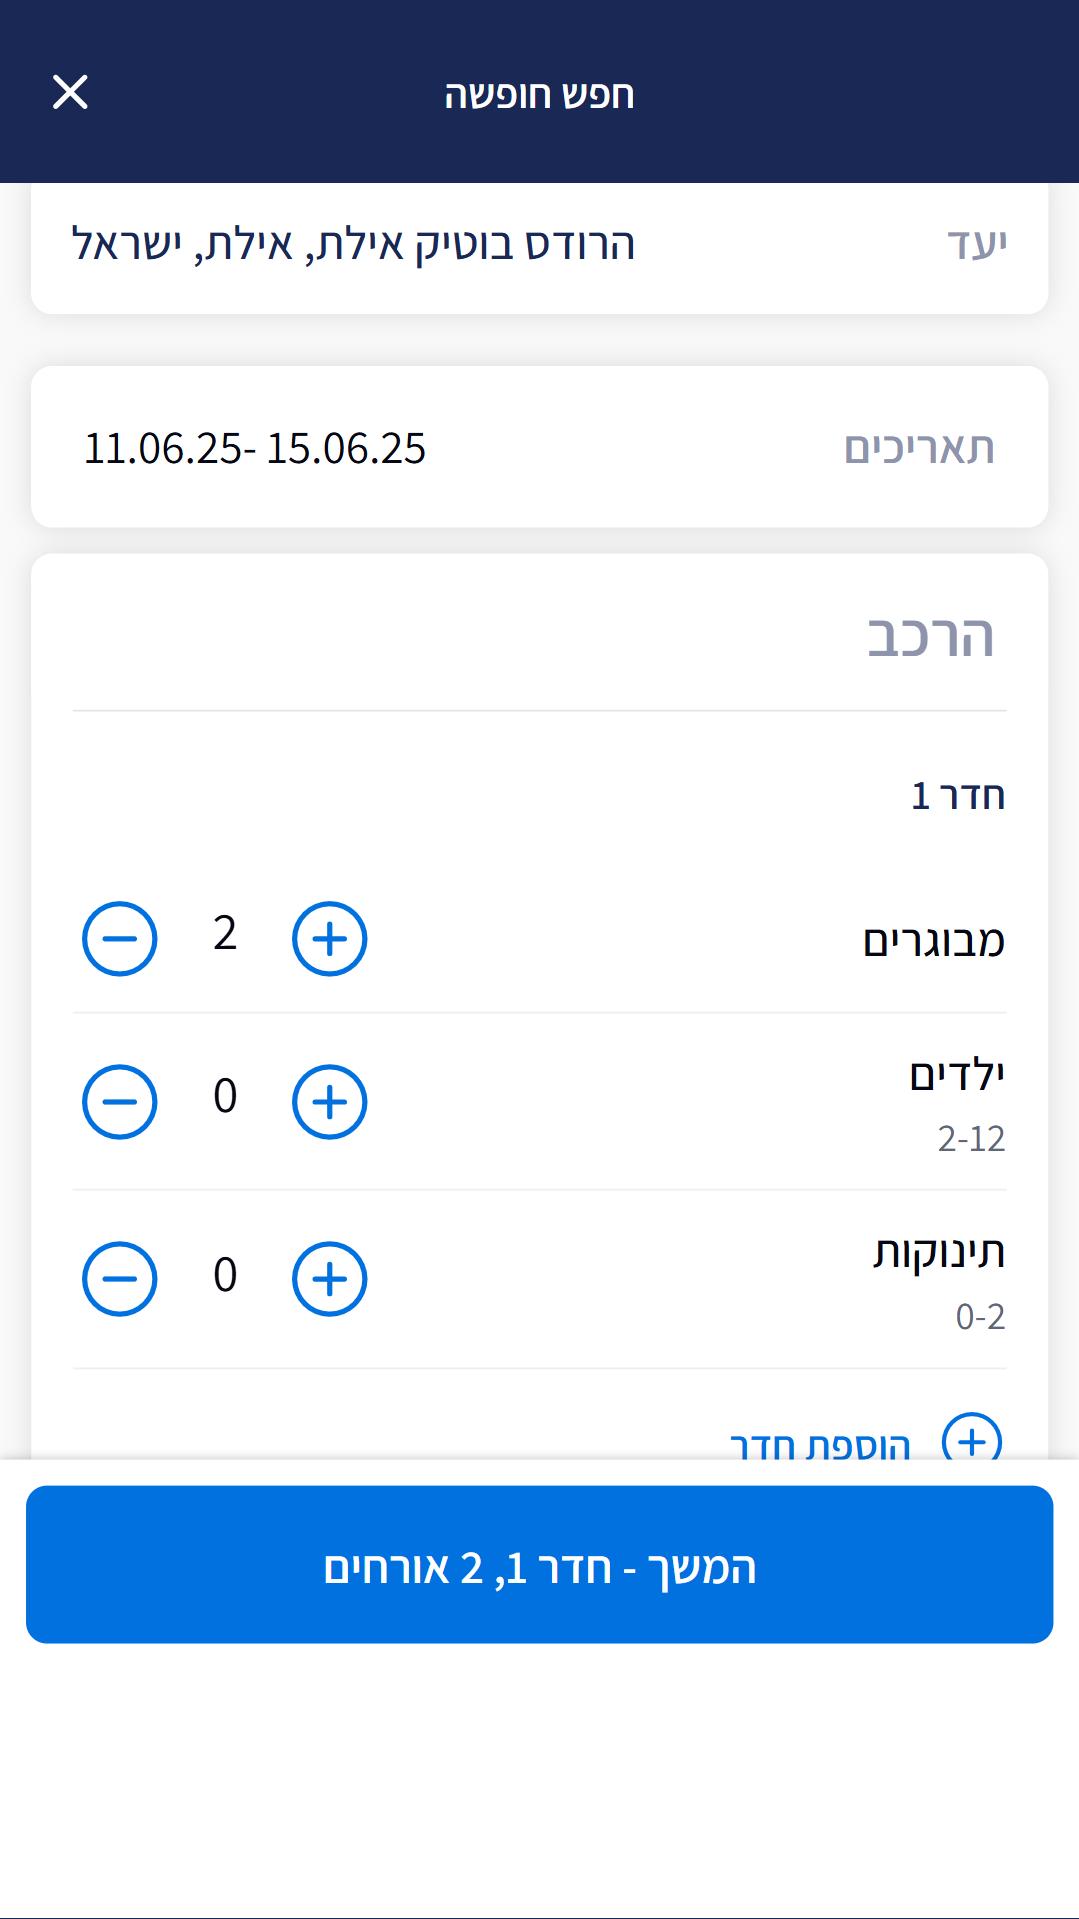 חפש חופשה
יעד
הרודס בוטיק אילת, אילת, ישראל
תאריכים
11.06.25- 15.06.25
הרכב
חדר 1
מבוגרים
2
ילדים
2-12
0
תינוקות
0-2
0
הוספת חדר
המשך - חדר 1, 2 אורחים